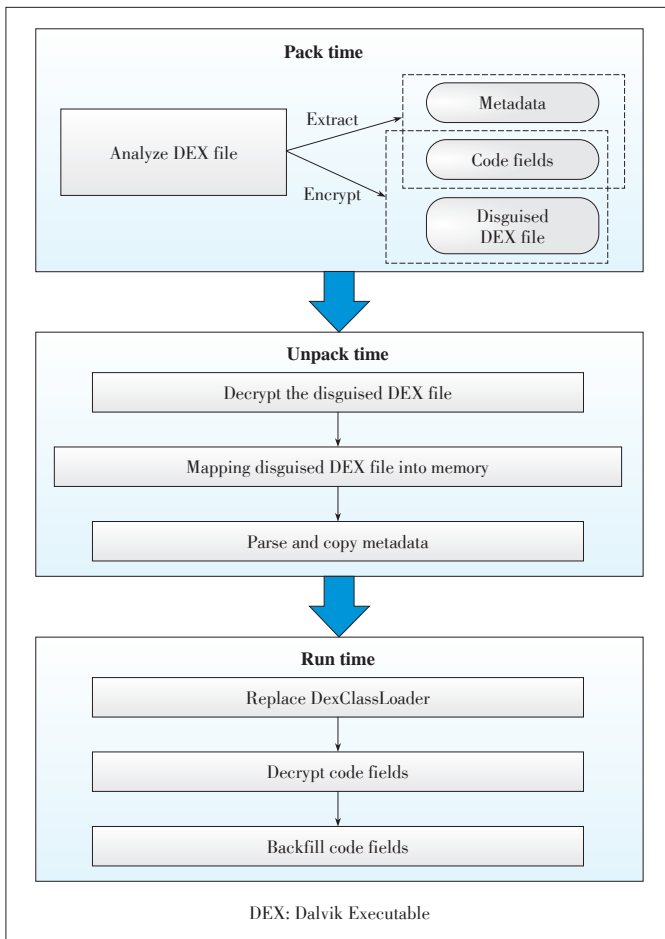 Pack time
Analyze DEX file
Extract
Encrypt
Metadata
Code fields
Disguised
DEX file
Unpack time
Decrypt the disguised DEX file
Mapping disguised DEX file into memory
Parse and copy metadata
Run time
Replace DexClassLoader
Decrypt code fields
Backfill code fields
DEX: Dalvik Executable